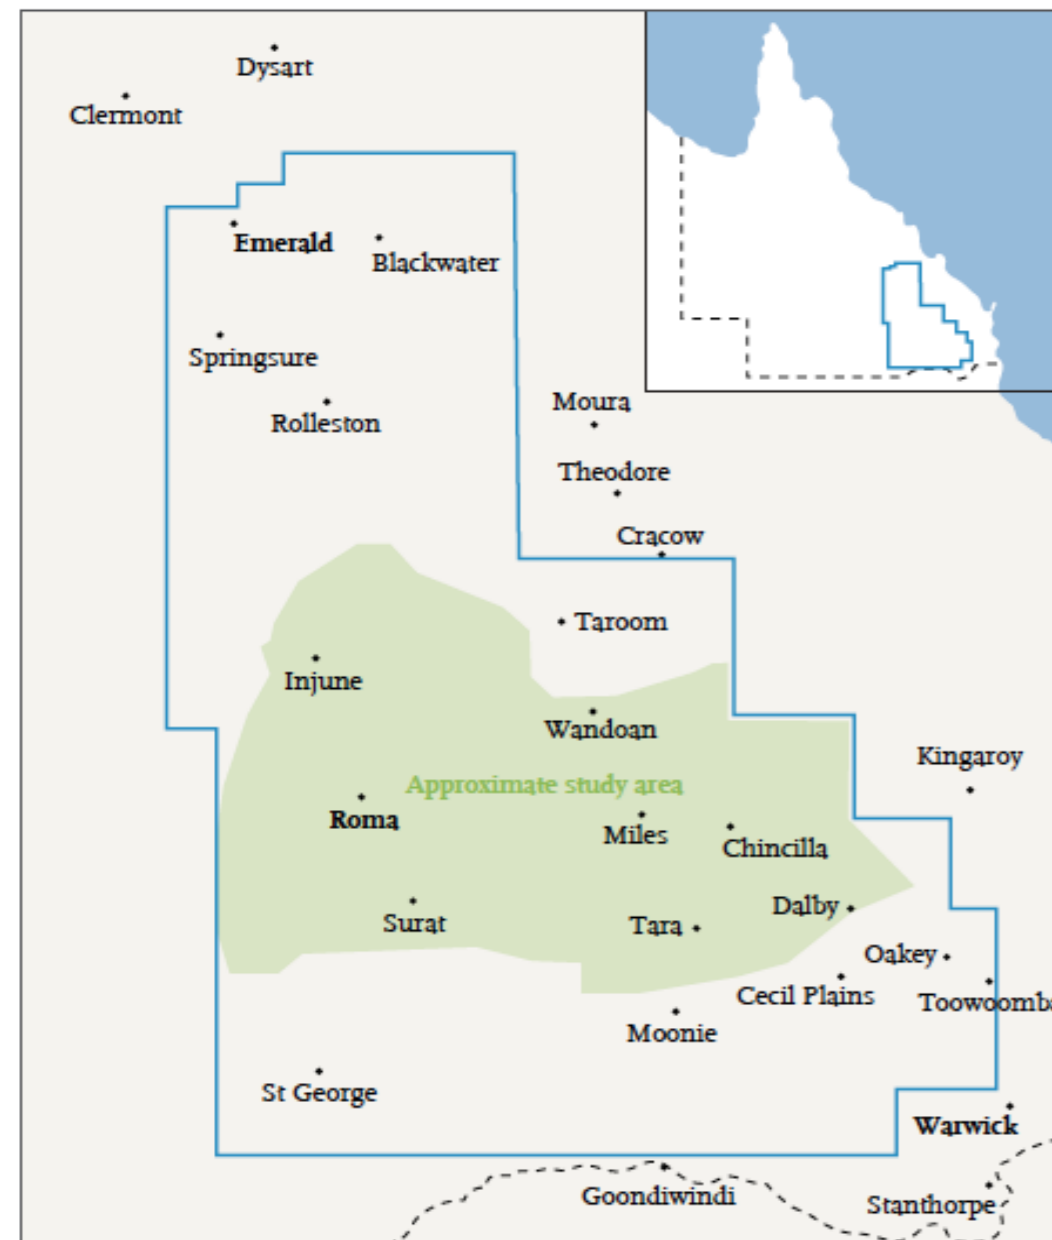 Dysart
Clermont
Emerald
Blackwater
Springsure
Rolleston
Moura
Theodore
Cracow
Taroom
Injune
Wandoan
Kingaroy
Approximate study area
Roma
Miles
Chincilla
Dalby
Surat
Tara
Oakey
Cecil Plains
Toowoomba
Moonie
St George
Warwick
Goondiwindi
Stanthorpe